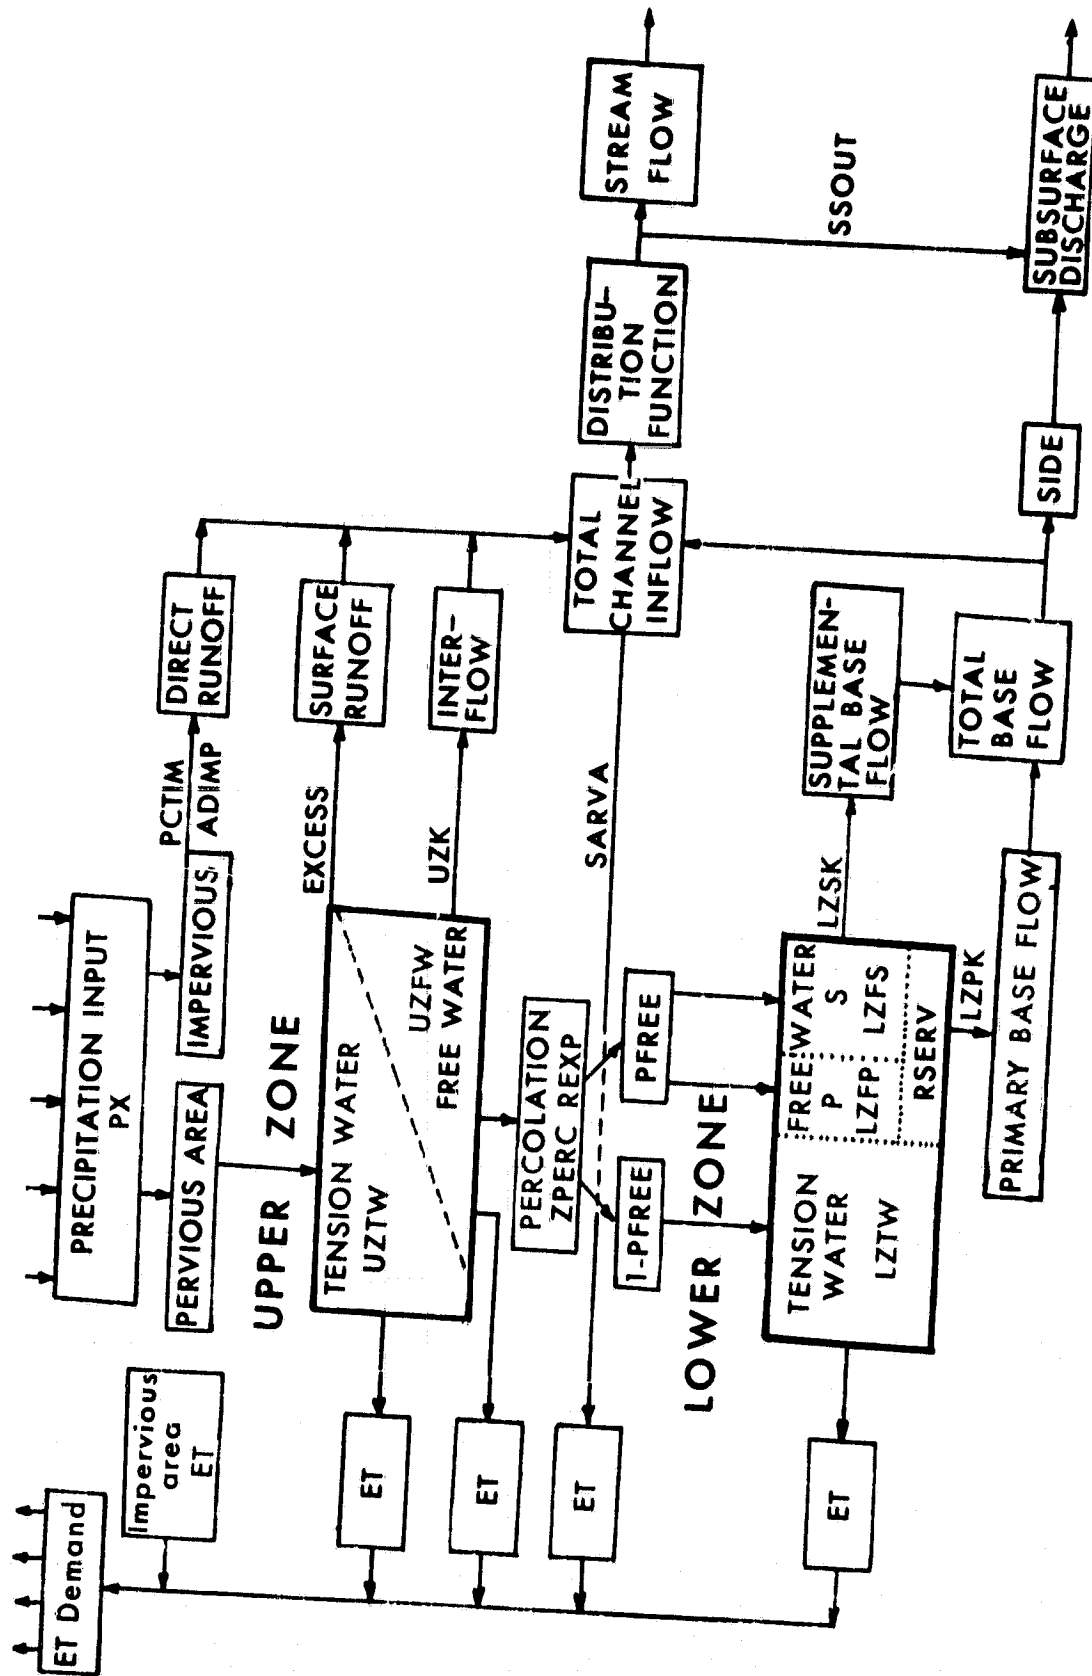 ET Demand
Impervious
area
ET
PRECIPITATION INPUT
PX
PERVIOUS AREA
IMPERVIOUS
PCTIM
ADIMP
DIRECT
RUNOFF
UPPER ZONE
TENSION WATER
UZTW
UZFW
FREE WATER
EXCESS
SURFACE
RUNOFF
UZK
INTER-
FLOW
ET
ET
ET
PERCOLATION
ZPERC REXP
SARVA
TOTAL
CHANNEL
INFLOW
DISTRIBU-
TION
FUNCTION
STREAM
FLOW
1-PFREE
PFREE
LOWER ZONE
TENSION
WATER
LZTW
FREE WATER
P S
LZFP LZFS
RSERV
ET
LZSK
SUPPLEMEN-
TAL BASE
FLOW
LZPK
PRIMARY BASE FLOW
TOTAL
BASE
FLOW
SIDE
SSOUT
SUBSURFACE
DISCHARGE